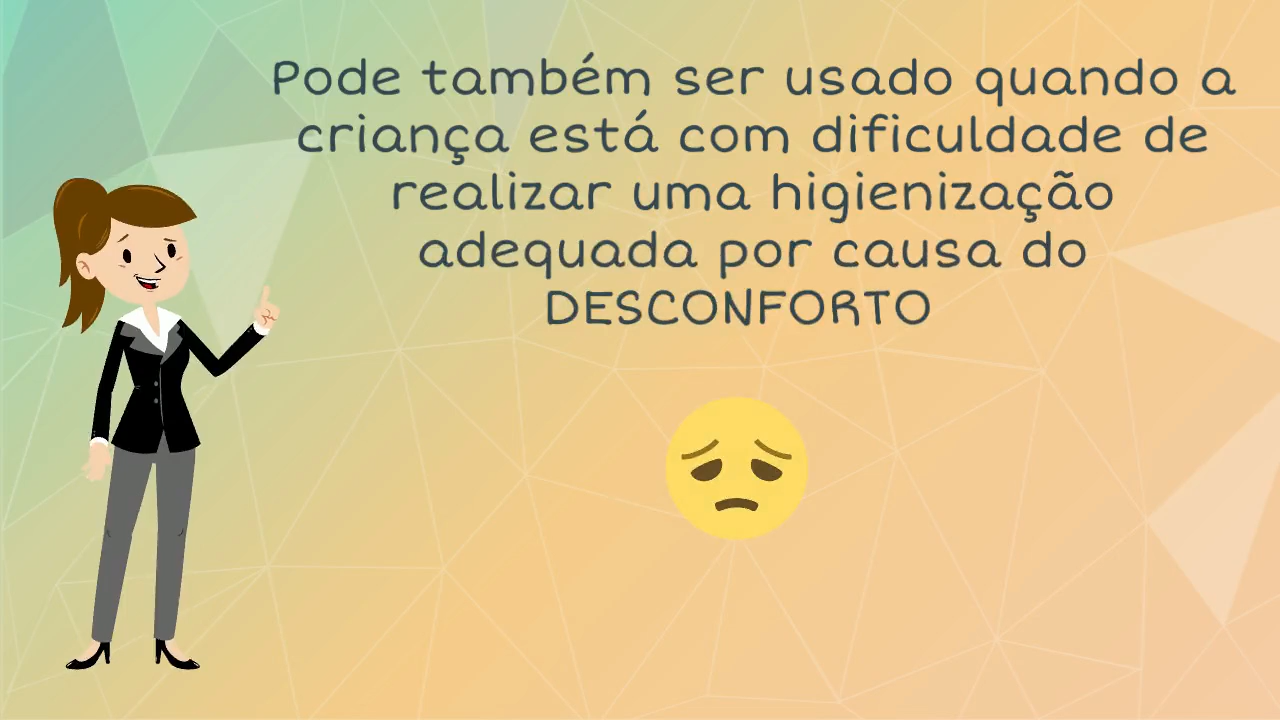 Pode também ser usado quando a
criança está com dificuldade de
realizar uma higienização
adequada por causa do
DESCONFORTO